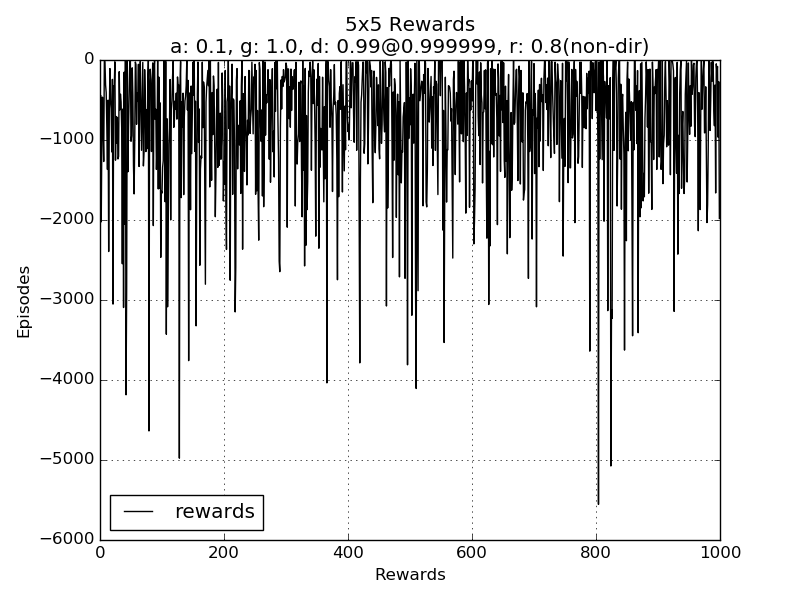 5x5 Rewards
a: 0.1, g: 1.0, d: 0.99@0.999999, r: 0.8(non-dir)
0
−1000
−2000
−3000
−4000
−5000
−6000
Episodes
rewards
0 200 400 600 800 1000
Rewards